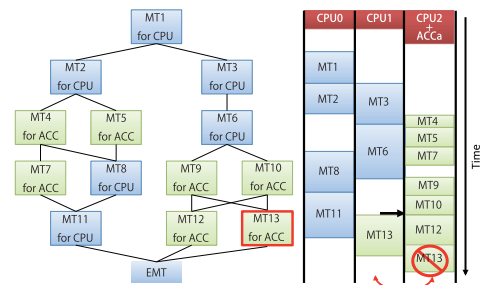 MT1
for CPU
MT2
for CPU
MT3
for CPU
MT4
for ACC
MT5
for ACC
MT6
for CPU
MT7
for ACC
MT8
for CPU
MT9
for ACC
MT10
for ACC
MT11
for CPU
MT12
for ACC
MT13
for ACC
EMT
CPU0
CPU1
CPU2
+
ACCa
MT1
MT2
MT8
MT11
MT3
MT6
MT13
MT4
MT5
MT7
MT9
MT10
MT12
MT13
Time